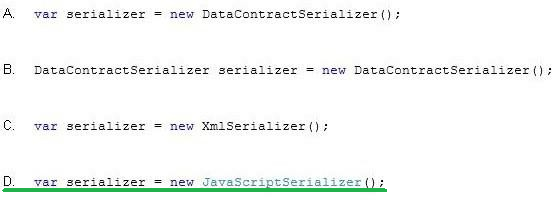 A. var serializer = new DataContractSerializer();
B. DataContractSerializer serializer = new DataContractSerializer();
C. var serializer = new XmlSerializer();
D. var serializer = new JavaScriptSerializer();